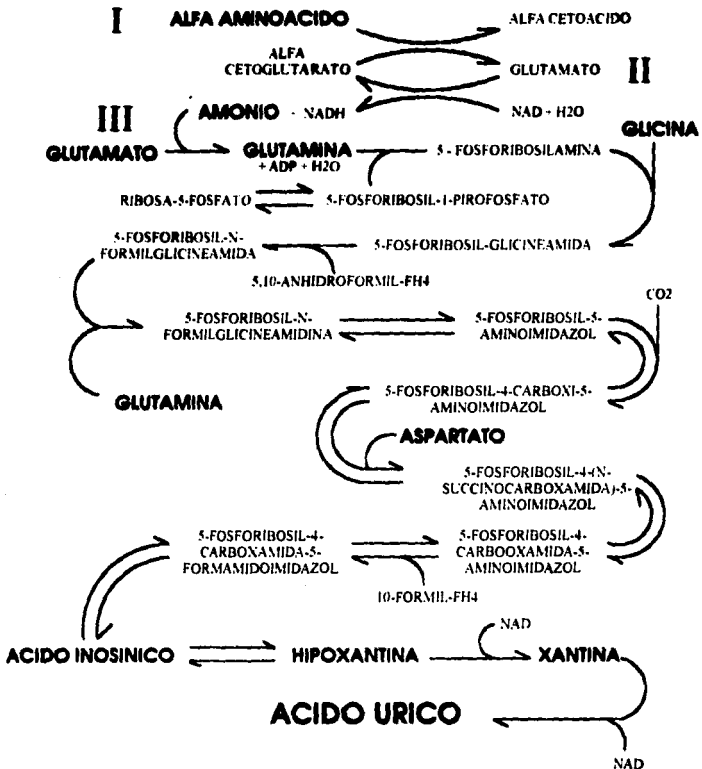 I ALFA AMINOACIDO ALFA CETOACIDO
ALFA
CETOGLUTARATO GLUTAMATO II
III AMONIO - NADH NAD + H2O
GLICINA
GLUTAMATO GLUTAMINA 5 - FOSFORIBOSILAMINA
+ ADP + H2O
RIBOSA-5-FOSFATO 5-FOSFORIBOSIL-1-PIROFOSFATO
5-FOSFORIBOSIL-N-
FORMILGLICINEAMIDA 5-FOSFORIBOSIL-GLICINEAMIDA
5,10-ANHIDROFORMIL-FH4
CO2
5-FOSFORIBOSIL-N-
FORMILGLICINEAMIDINA
5-FOSFORIBOSIL-5-
AMINOIMIDAZOL
GLUTAMINA
5-FOSFORIBOSIL-4-CARBOXI-5-
AMINOIMIDAZOL
ASPARTATO
5-FOSFORIBOSIL-4-(N-
SUCCINOCARBOXAMIDA)-5-
AMINOIMIDAZOL
5-FOSFORIBOSIL-4-
CARBOXAMIDA-5-
FORMAMIDOIMIDAZOL
5-FOSFORIBOSIL-4-
CARBOOXAMIDA-5-
AMINOIMIDAZOL
10-FORMIL-FH4
NAD
ACIDO INOSINICO HIPOXANTINA XANTINA
ACIDO URICO
NAD